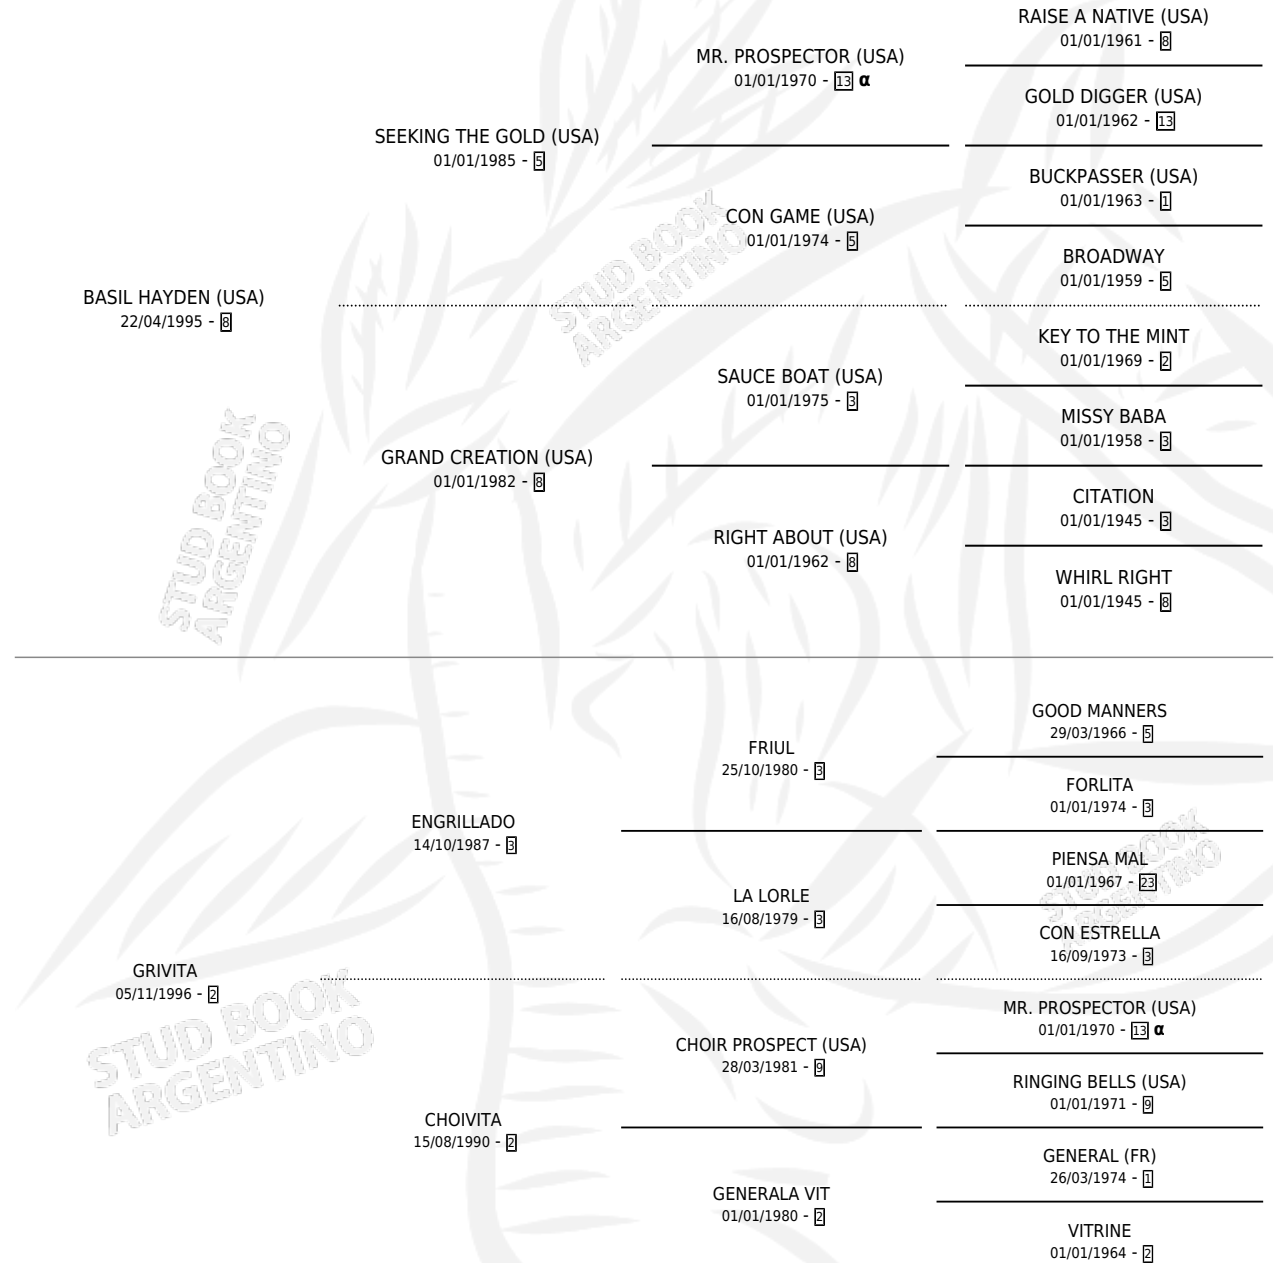 RAISE A NATIVE (USA)
01/01/1961 - 8
MR. PROSPECTOR (USA)
01/01/1970 - 13 α
GOLD DIGGER (USA)
01/01/1962 - 13
SEEKING THE GOLD (USA)
01/01/1985 - 5
BUCKPASSER (USA)
01/01/1963 - 1
CON GAME (USA)
01/01/1974 - 5
BROADWAY
01/01/1959 - 5
BASIL HAYDEN (USA)
22/04/1995 - 8
KEY TO THE MINT
01/01/1969 - 2
SAUCE BOAT (USA)
01/01/1975 - 3
MISSY BABA
01/01/1958 - 3
GRAND CREATION (USA)
01/01/1982 - 8
CITATION
01/01/1945 - 3
RIGHT ABOUT (USA)
01/01/1962 - 8
WHIRL RIGHT
01/01/1945 - 8
GOOD MANNERS
29/03/1966 - 5
FRIUL
25/10/1980 - 3
FORLITA
01/01/1974 - 3
ENGRILLADO
14/10/1987 - 3
PIENSA MAL
01/01/1967 - 23
LA LORLE
16/08/1979 - 3
CON ESTRELLA
16/09/1973 - 3
GRIVITA
05/11/1996 - 2
MR. PROSPECTOR (USA)
01/01/1970 - 13 α
CHOIR PROSPECT (USA)
28/03/1981 - 9
RINGING BELLS (USA)
01/01/1971 - 9
CHOIVITA
15/08/1990 - 2
GENERAL (FR)
26/03/1974 - 1
GENERALA VIT
01/01/1980 - 2
VITRINE
01/01/1964 - 2
STUD BOOK
ARGENTINO
STUD BOOK
ARGENTINO
STUD BOOK
ARGENTINO
STUD BOOK
ARGENTINO